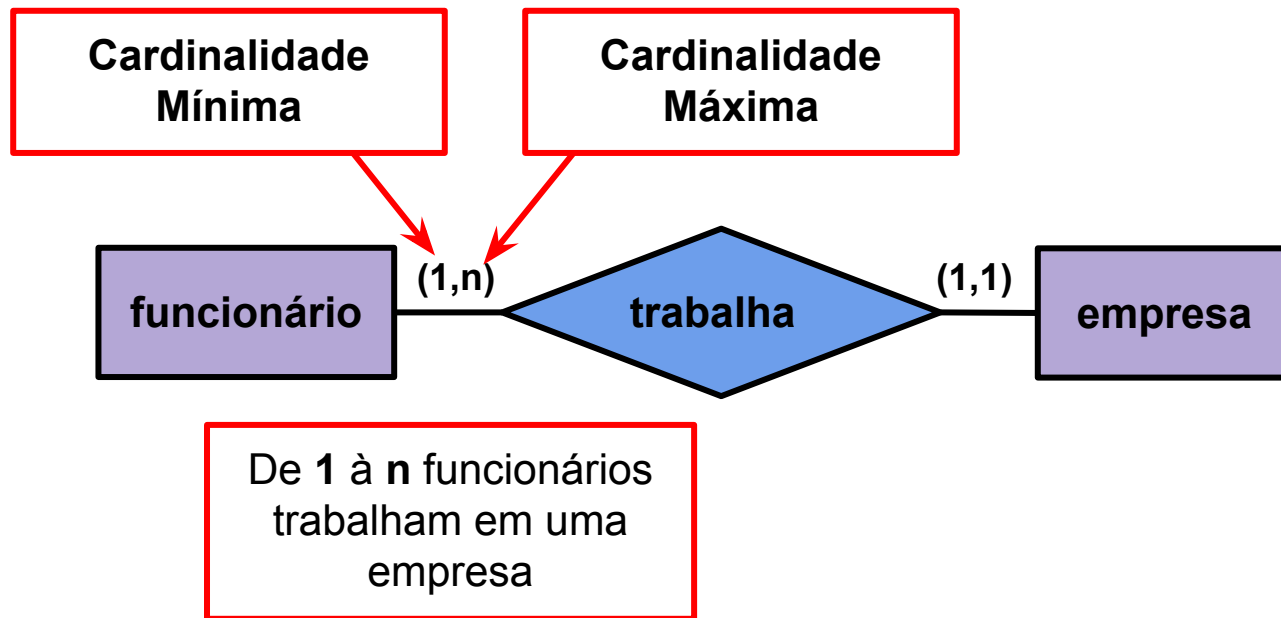 Cardinalidade
Mínima
Cardinalidade
Máxima
(1,n)
(1,1)
funcionário
trabalha
empresa
De 1 à n funcionários
trabalham em uma
empresa